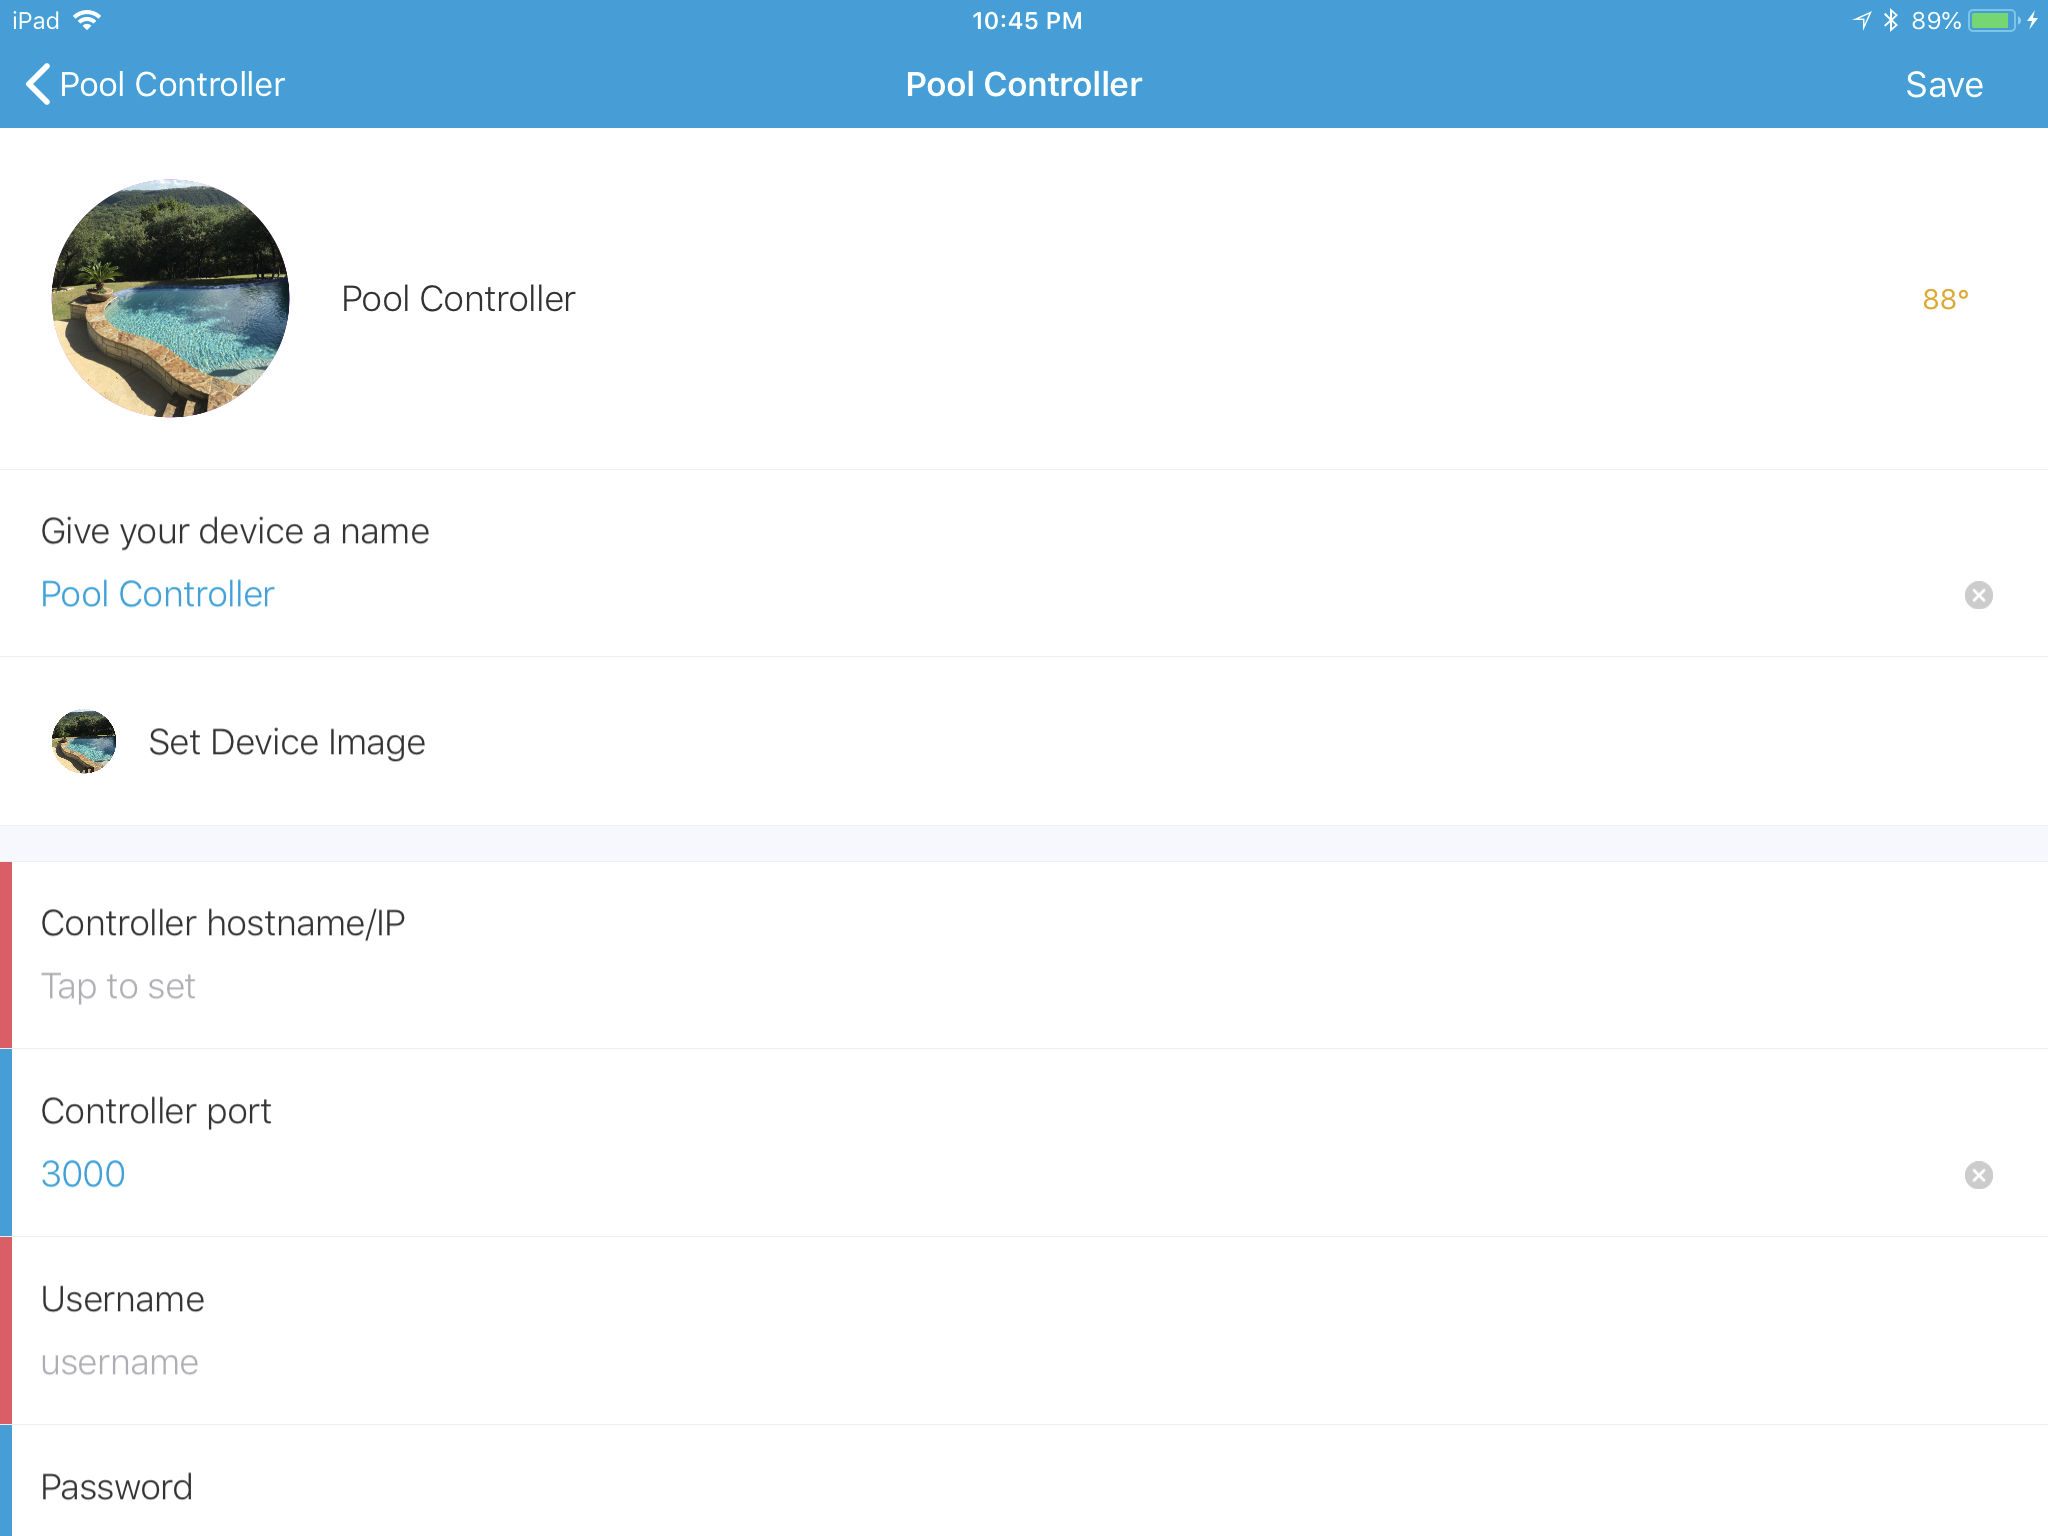 iPad 10:45 PM 89%
Pool Controller Pool Controller Save
Pool Controller 88°
Give your device a name
Pool Controller
Set Device Image
Controller hostname/IP
Tap to set
Controller port
3000
Username
username
Password